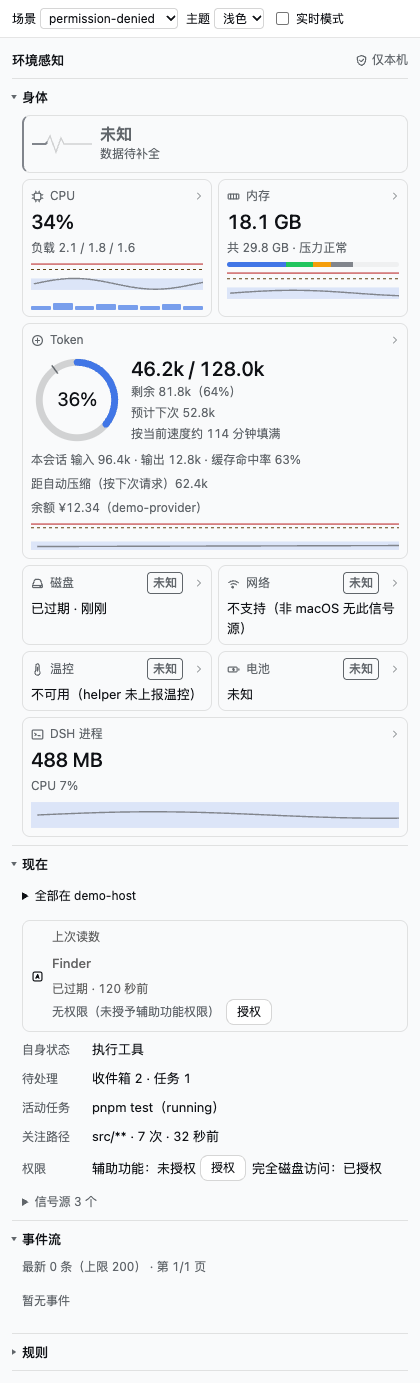 场景 permission-denied 主题 浅色 实时模式
环境感知 仅本机
身体
未知
数据待补全
CPU
34%
负载 2.1 / 1.8 / 1.6
内存
18.1 GB
共 29.8 GB · 压力正常
Token
36%
46.2k / 128.0k
剩余 81.8k（64%）
预计下次 52.8k
按当前速度约 114 分钟填满
本会话 输入 96.4k · 输出 12.8k · 缓存命中率 63%
距自动压缩（按下次请求）62.4k
余额 ¥12.34（demo-provider）
磁盘 未知
已过期 · 刚刚
网络 未知
不支持（非 macOS 无此信号
源）
温控 未知
不可用（helper 未上报温控）
电池 未知
未知
DSH 进程
488 MB
CPU 7%
现在
全部在 demo-host
上次读数
Finder
已过期 · 120 秒前
无权限（未授予辅助功能权限） 授权
自身状态 执行工具
待处理 收件箱 2 · 任务 1
活动任务 pnpm test（running）
关注路径 src/** · 7 次 · 32 秒前
权限 辅助功能：未授权 授权 完全磁盘访问：已授权
信号源 3 个
事件流
最新 0 条（上限 200） · 第 1/1 页
暂无事件
规则